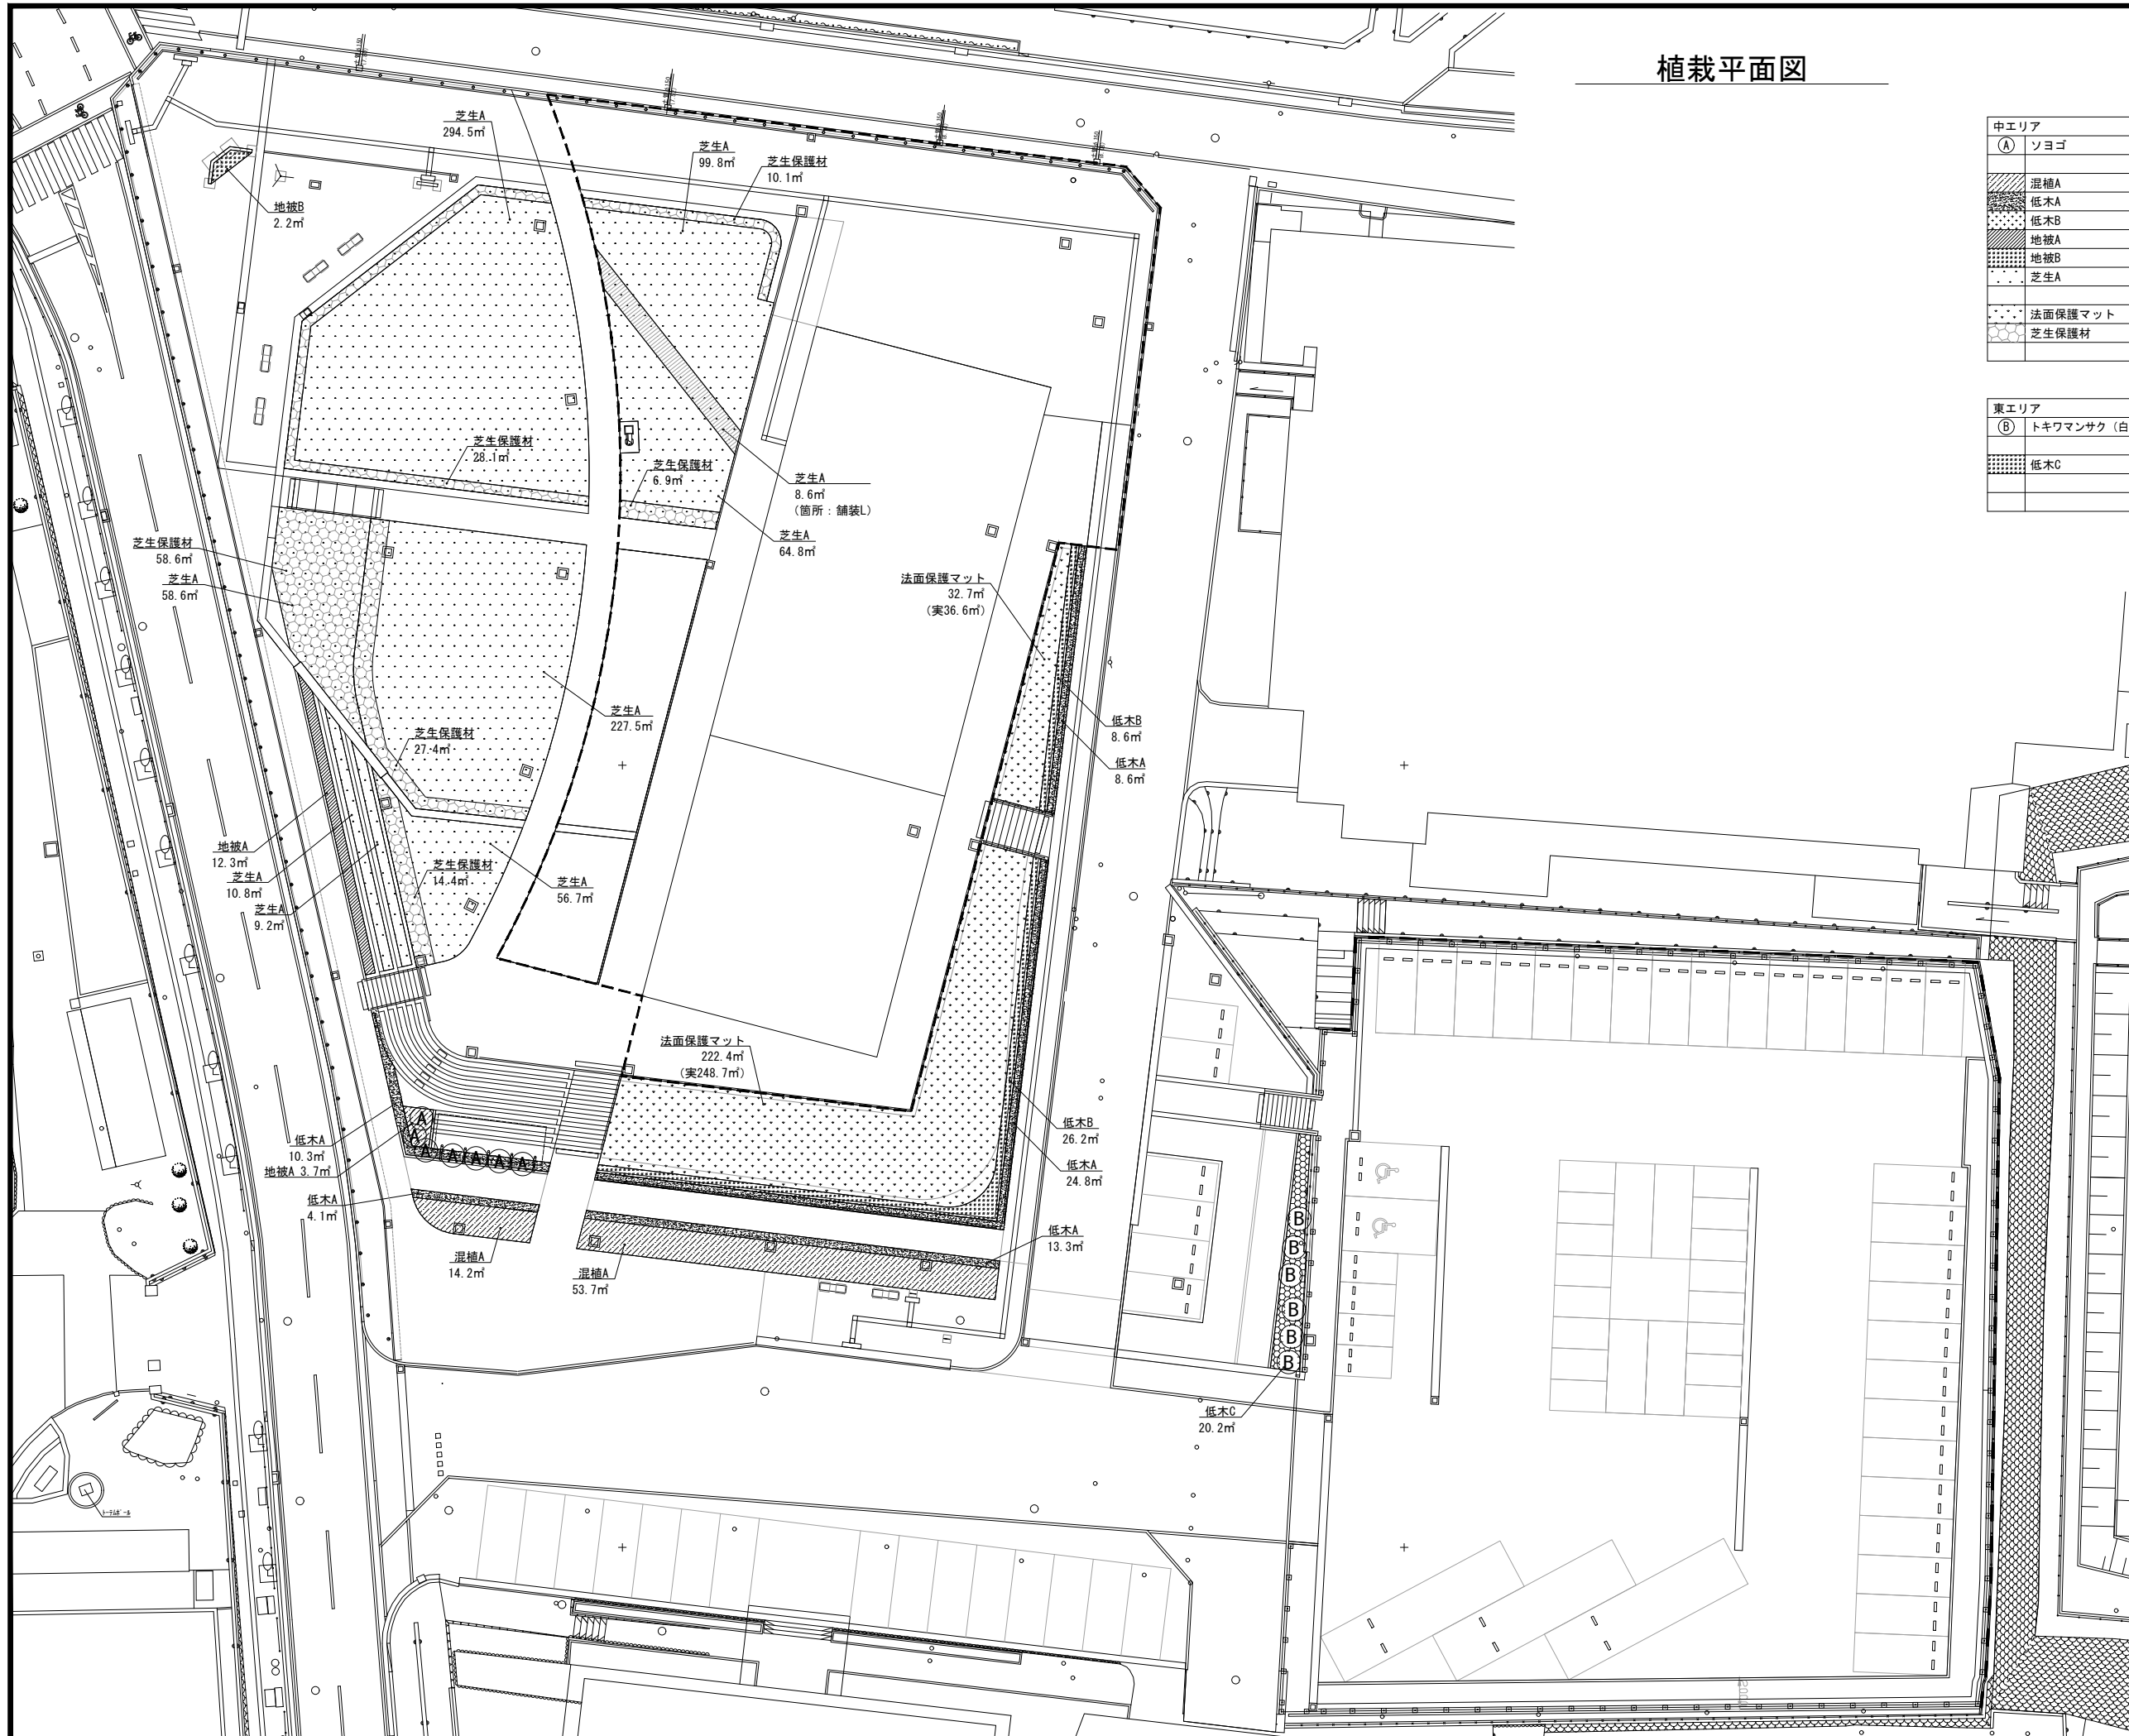 植栽平面図
中エリア
Ⓐ ソヨゴ
混植A
低木A
低木B
地被A
地被B
芝生A
法面保護マット
芝生保護材
東エリア
Ⓑ トキワマンサク（白
低木C
芝生A
294.5㎡
芝生A
99.8㎡
芝生保護材
10.1㎡
地被B
2.2㎡
芝生保護材
28.1㎡
芝生保護材
6.9㎡
芝生A
8.6㎡
（箇所：舗装L）
芝生A
64.8㎡
芝生保護材
58.6㎡
芝生A
58.6㎡
法面保護マット
32.7㎡
（実36.6㎡）
芝生A
227.5㎡
低木B
8.6㎡
低木A
8.6㎡
芝生保護材
27.4㎡
地被A
12.3㎡
芝生A
10.8㎡
芝生A
9.2㎡
芝生保護材
14.4㎡
芝生A
56.7㎡
法面保護マット
222.4㎡
（実248.7㎡）
低木A
10.3㎡
地被A 3.7㎡
A
A
A A A A A
低木B
26.2㎡
低木A
24.8㎡
低木A
4.1㎡
低木A
13.3㎡
混植A
14.2㎡
混植A
53.7㎡
B
B
B
B
B
B
低木C
20.2㎡